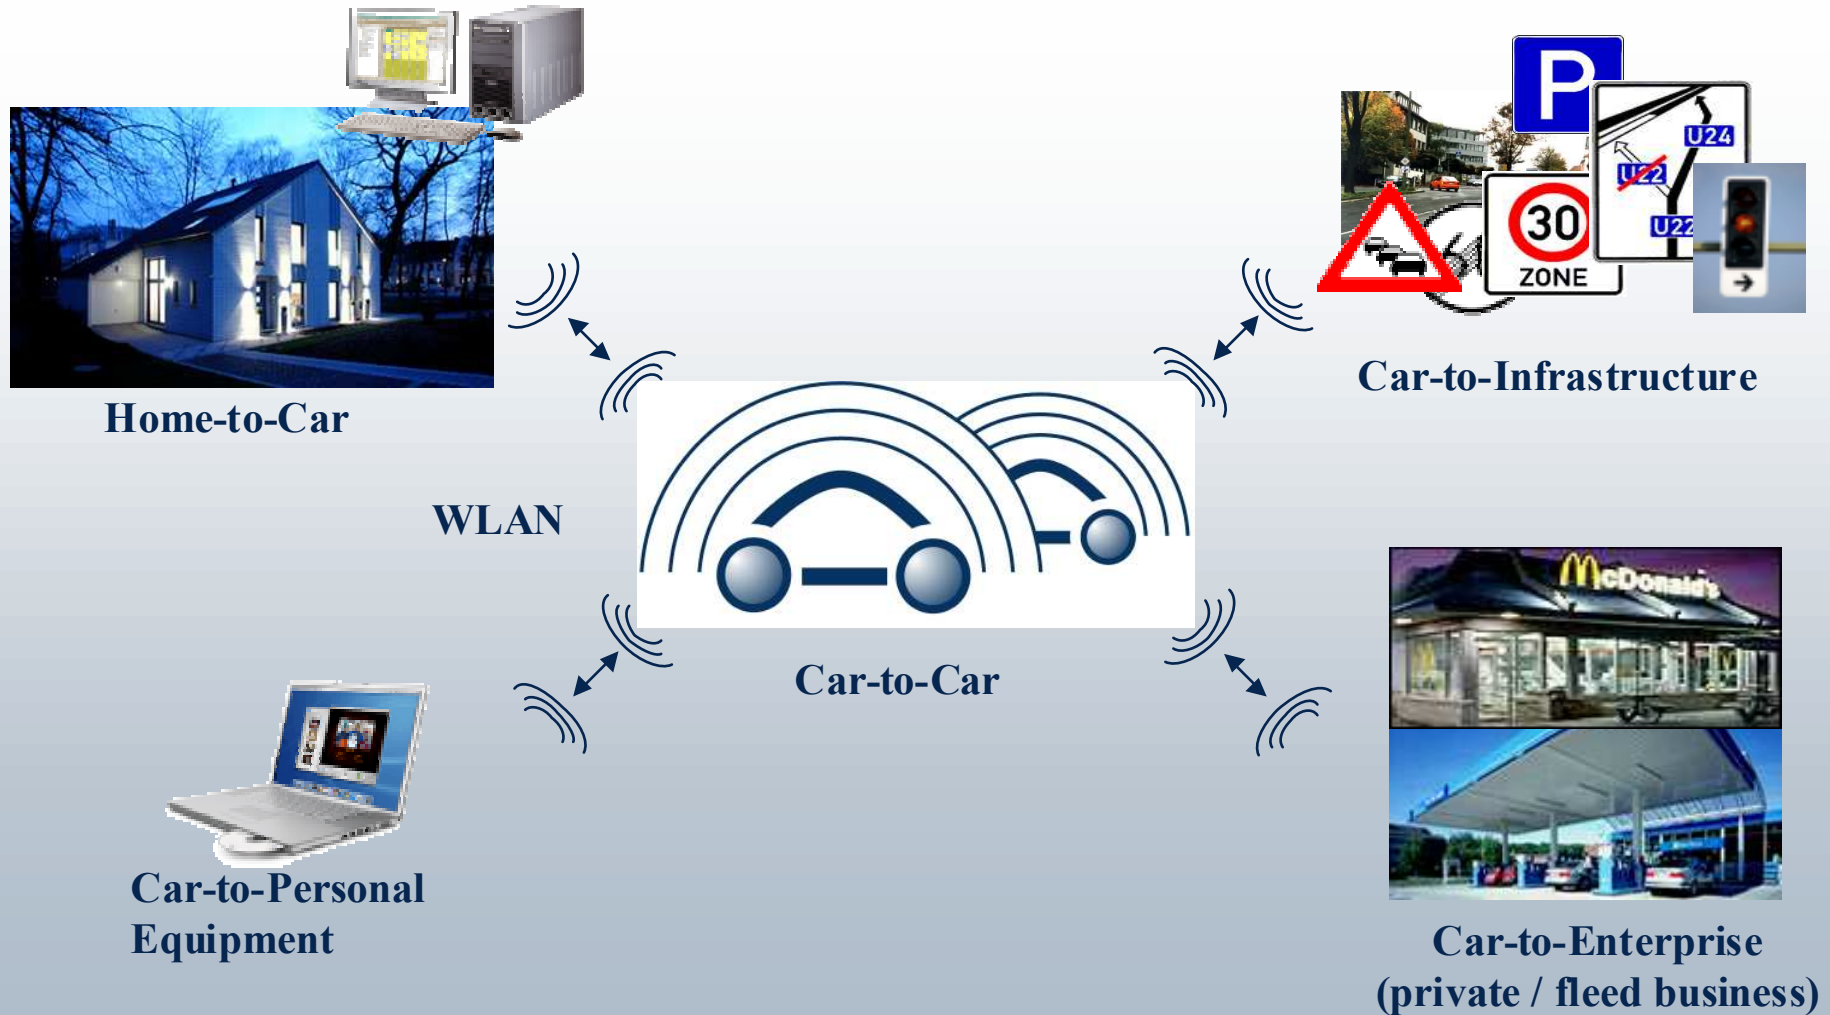 P
U24
U22
U22
30
ZONE
Home-to-Car
Car-to-Infrastructure
WLAN
McDonald's
Car-to-Car
Car-to-Personal
Equipment
Car-to-Enterprise
(private / fleed business)